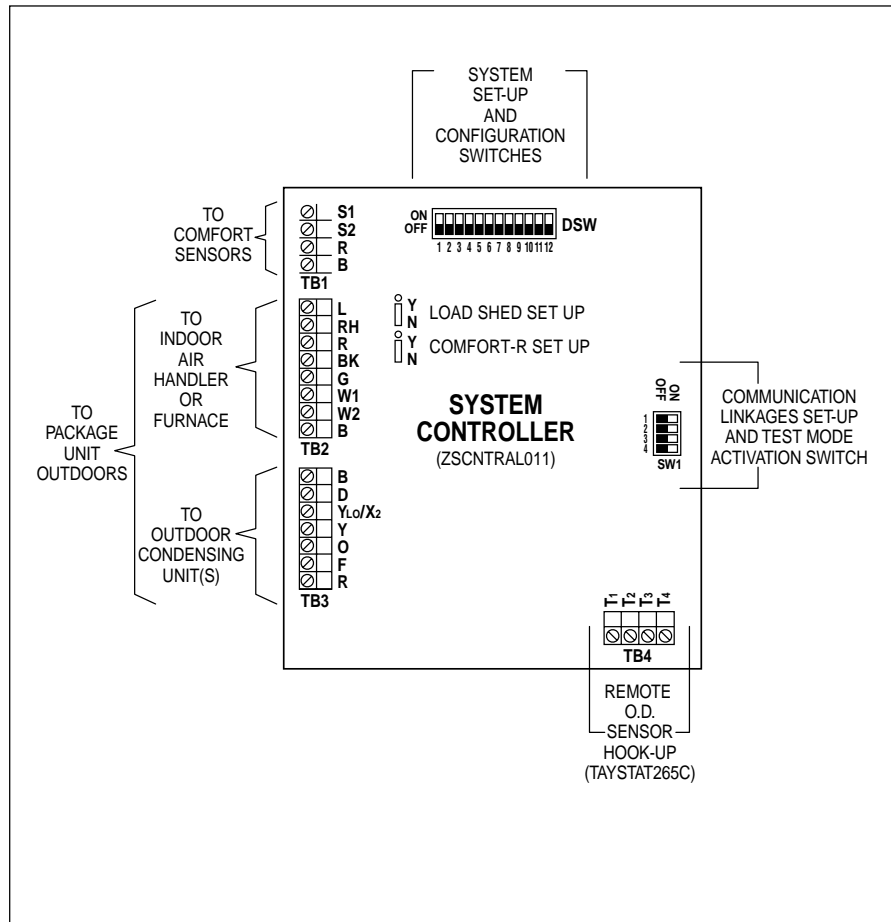 SYSTEM
SET-UP
AND
CONFIGURATION
SWITCHES
TO
COMFORT
SENSORS
S1
S2
R
B
TB1
ON
OFF
DSW
1 2 3 4 5 6 7 8 9 10 11 12
TO
INDOOR
AIR
HANDLER
OR
FURNACE
L
RH
R
BK
G
W1
W2
B
TB2
Y
N
LOAD SHED SET UP
Y
N
COMFORT-R SET UP
TO
PACKAGE
UNIT
OUTDOORS
SYSTEM
CONTROLLER
(ZSCNTRAL011)
OFF
ON
1
2
3
4
SW1
COMMUNICATION
LINKAGES SET-UP
AND TEST MODE
ACTIVATION SWITCH
TO
OUTDOOR
CONDENSING
UNIT(S)
B
D
YLO/X2
Y
O
F
R
TB3
T1 T2 T3 T4
TB4
REMOTE
O.D.
SENSOR
HOOK-UP
(TAYSTAT265C)